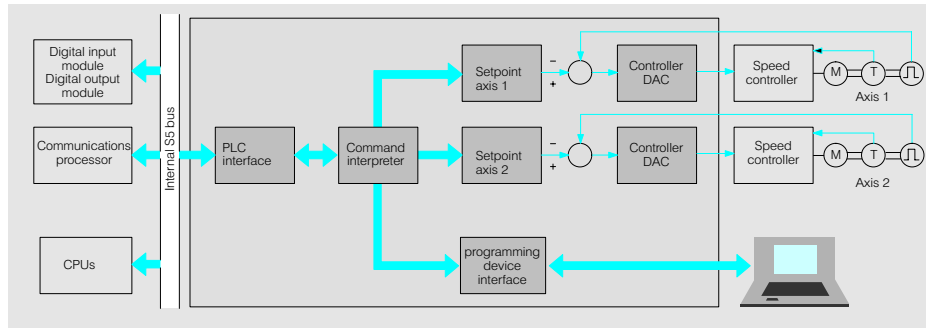 Digital input
module
Digital output
module
Communications
processor
CPUs
Internal S5 bus
PLC
interface
Command
interpreter
Setpoint
axis 1
−
+
Controller
DAC
Speed
controller
M
T
Axis 1
Setpoint
axis 2
−
+
Controller
DAC
Speed
controller
M
T
Axis 2
programming
device
interface